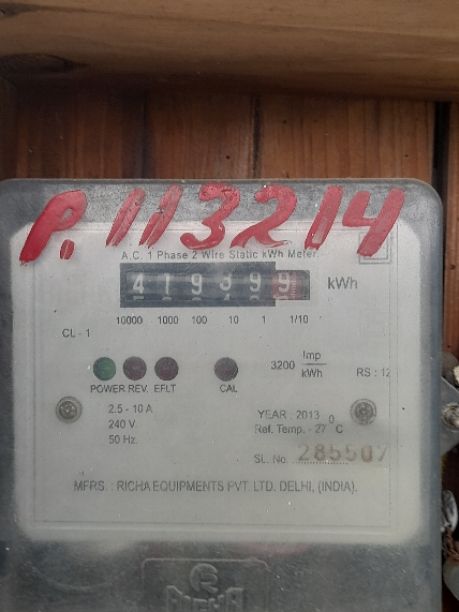 P. 113214
A.C. 1 Phase 2 Wire Static kWh Meter.
419399 kWh
10000 1000 100 10 1 1/10
CL - 1
3200 Imp/kWh RS : 12
POWER REV. EFLT CAL
2.5 - 10 A
240 V.
50 Hz.
YEAR : 2013
Ref. Temp. - 27°C
SL. No. 285507
MFRS. : RICHA EQUIPMENTS PVT. LTD. DELHI, (INDIA).